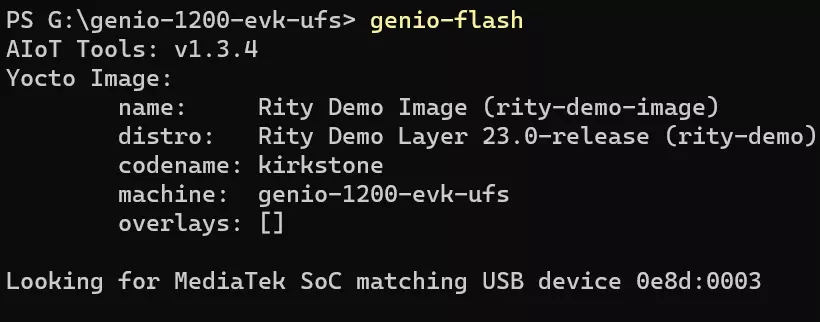 PS G:\genio-1200-evk-ufs> genio-flash
AIoT Tools: v1.3.4
Yocto Image:
        name:     Rity Demo Image (rity-demo-image)
        distro:   Rity Demo Layer 23.0-release (rity-demo)
        codename: kirkstone
        machine:  genio-1200-evk-ufs
        overlays: []

Looking for MediaTek SoC matching USB device 0e8d:0003